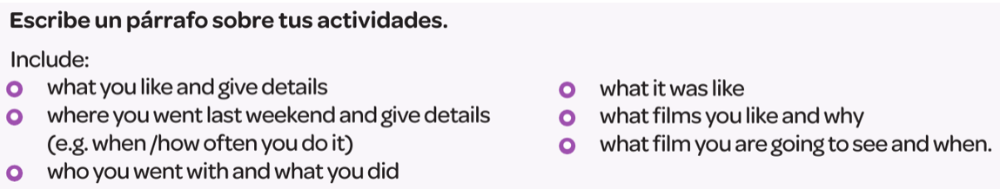 Escribe un párrafo sobre tus actividades.
Include:
what you like and give details
where you went last weekend and give details
(e.g. when /how often you do it)
who you went with and what you did
what it was like
what films you like and why
what film you are going to see and when.